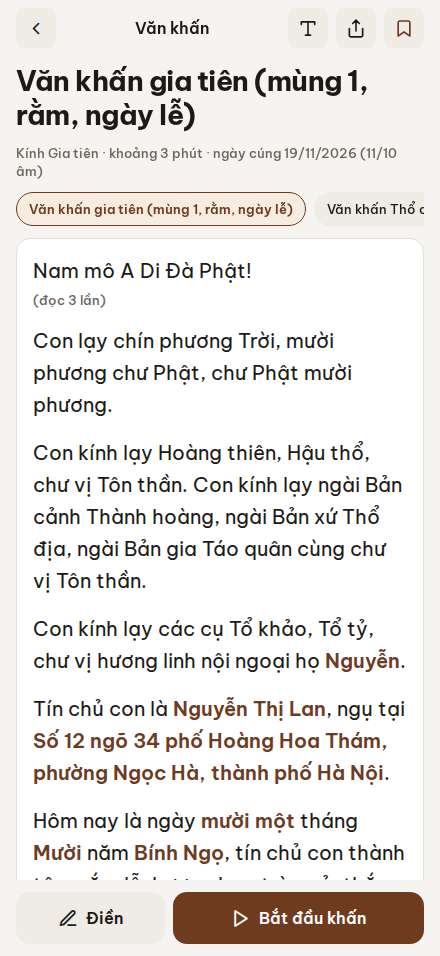 Văn khấn
Văn khấn gia tiên (mùng 1,
rằm, ngày lễ)
Kính Gia tiên · khoảng 3 phút · ngày cúng 19/11/2026 (11/10
âm)
Văn khấn gia tiên (mùng 1, rằm, ngày lễ) Văn khấn Thổ
Nam mô A Di Đà Phật!
(đọc 3 lần)
Con lạy chín phương Trời, mười
phương chư Phật, chư Phật mười
phương.
Con kính lạy Hoàng thiên, Hậu thổ,
chư vị Tôn thần. Con kính lạy ngài Bản
cảnh Thành hoàng, ngài Bản xứ Thổ
địa, ngài Bản gia Táo quân cùng chư
vị Tôn thần.
Con kính lạy các cụ Tổ khảo, Tổ tỷ,
chư vị hương linh nội ngoại họ Nguyễn.
Tín chủ con là Nguyễn Thị Lan, ngụ tại
Số 12 ngõ 34 phố Hoàng Hoa Thám,
phường Ngọc Hà, thành phố Hà Nội.
Hôm nay là ngày mười một tháng
Mười năm Bính Ngọ, tín chủ con thành
Điền
Bắt đầu khấn